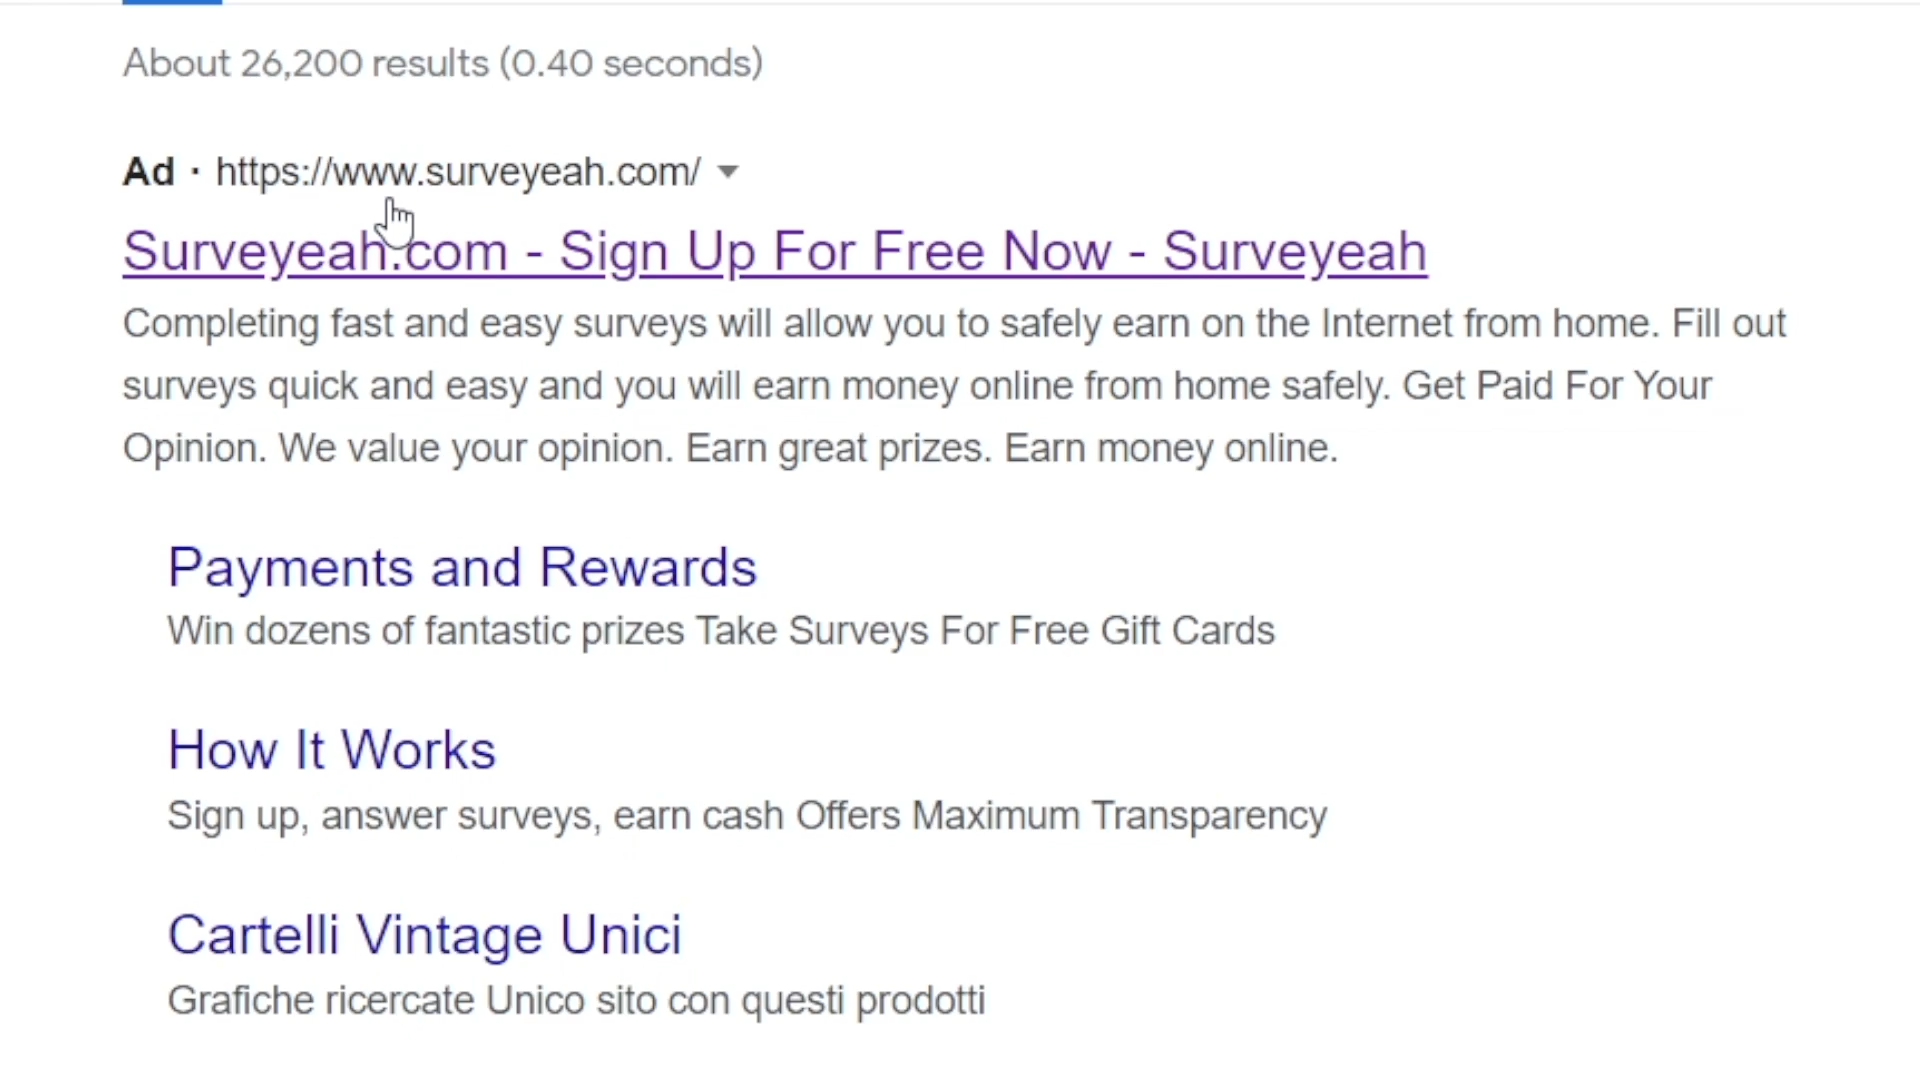 About 26,200 results (0.40 seconds)
Ad · https://www.surveyeah.com/
Surveyeah.com - Sign Up For Free Now - Surveyeah
Completing fast and easy surveys will allow you to safely earn on the Internet from home. Fill out
surveys quick and easy and you will earn money online from home safely. Get Paid For Your
Opinion. We value your opinion. Earn great prizes. Earn money online.
Payments and Rewards
Win dozens of fantastic prizes Take Surveys For Free Gift Cards
How It Works
Sign up, answer surveys, earn cash Offers Maximum Transparency
Cartelli Vintage Unici
Grafiche ricercate Unico sito con questi prodotti